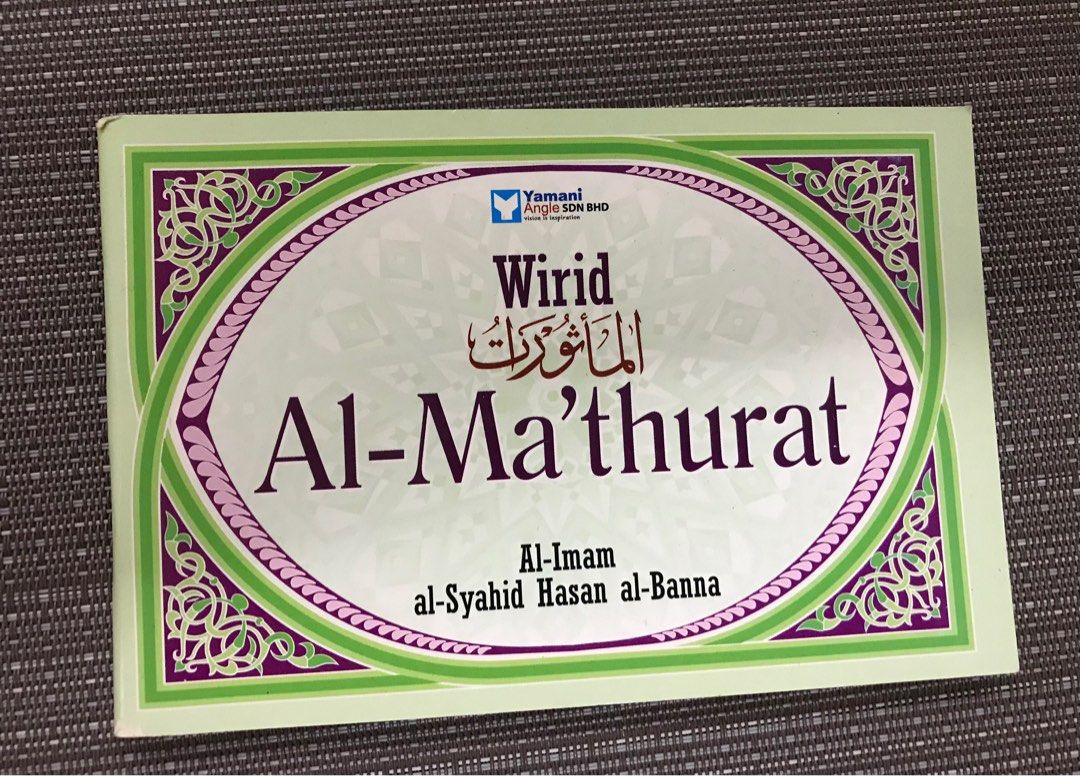 Yamani
Angle SDN BHD
vision is inspiration
Wirid
المأثورات
Al-Ma'thurat
Al-Imam
al-Syahid Hasan al-Banna